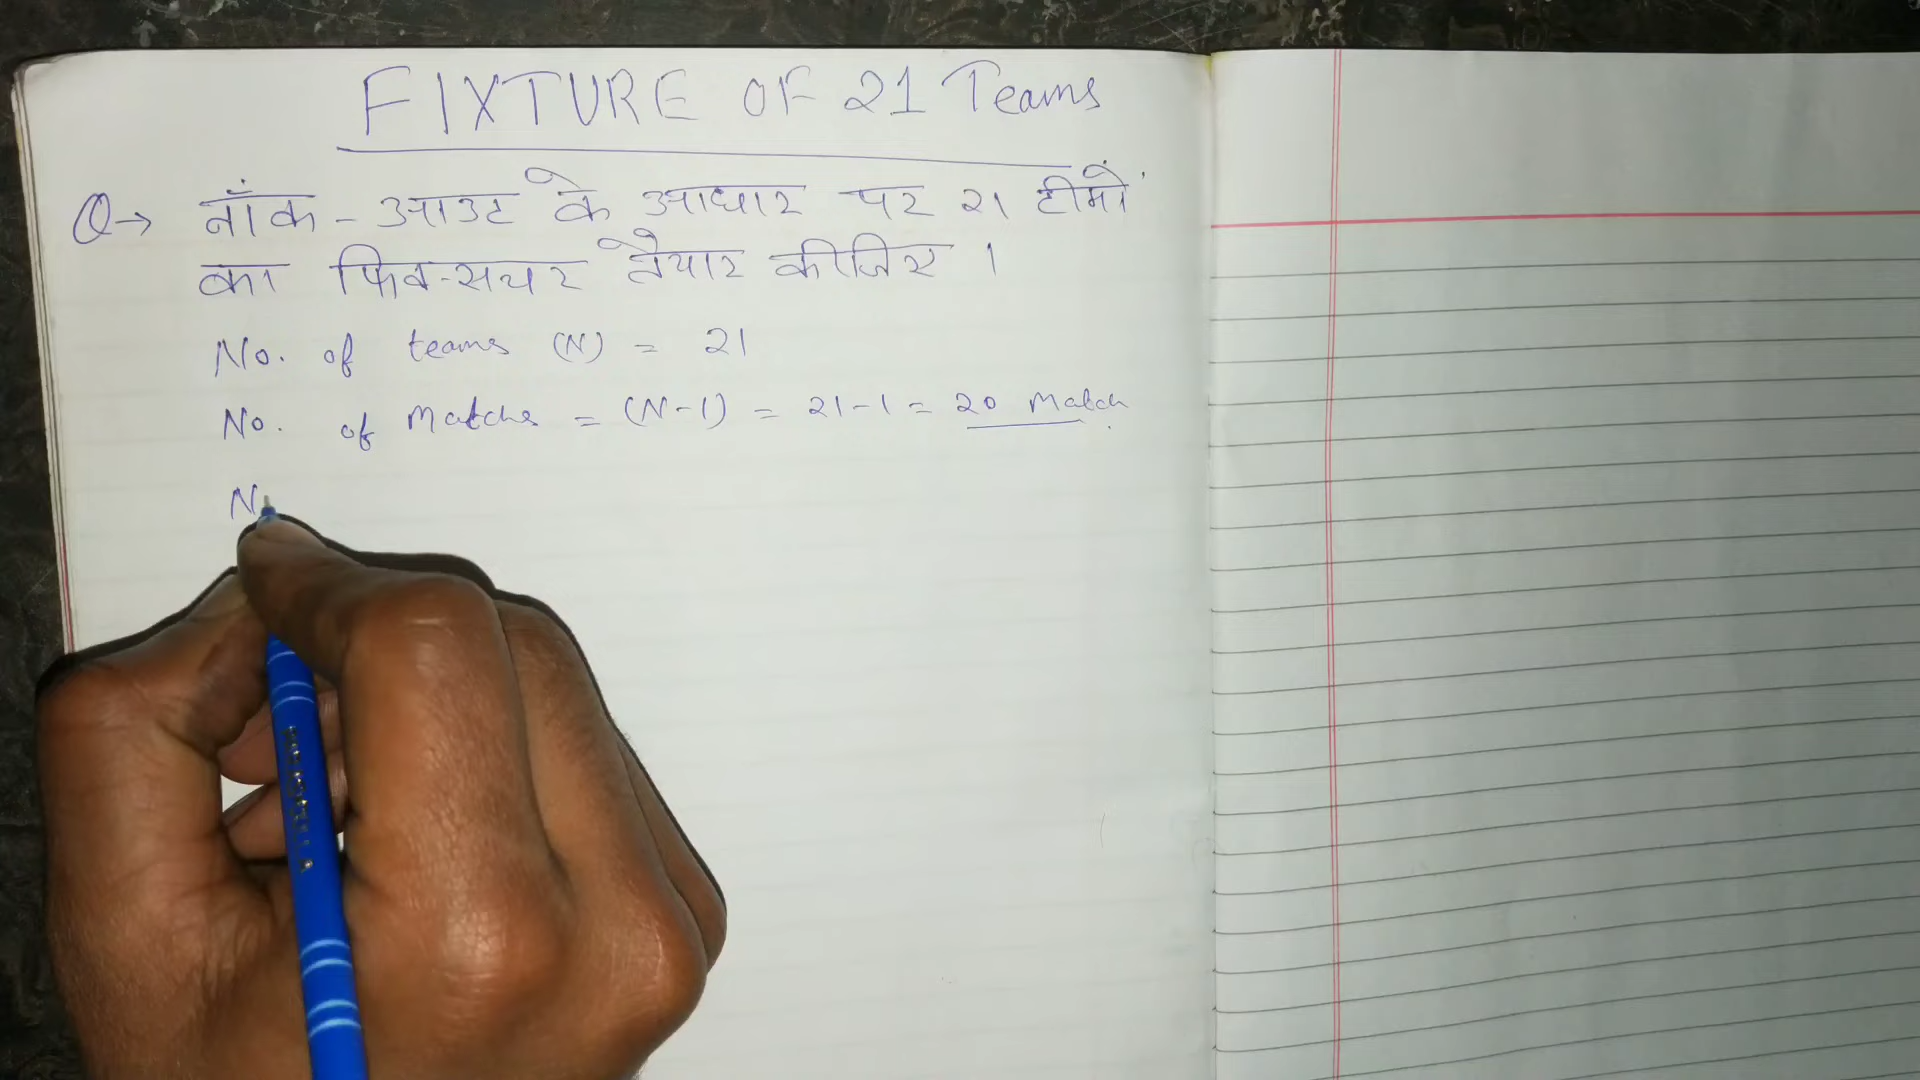 FIXTURE OF 21 Teams
Q→ नॉक-आउट के आधार पर २१ टीमों
का फिक्सचर तैयार कीजिए ।
No. of teams (N) = 21
No. of Matches = (N-1) = 21-1 = 20 Match
N